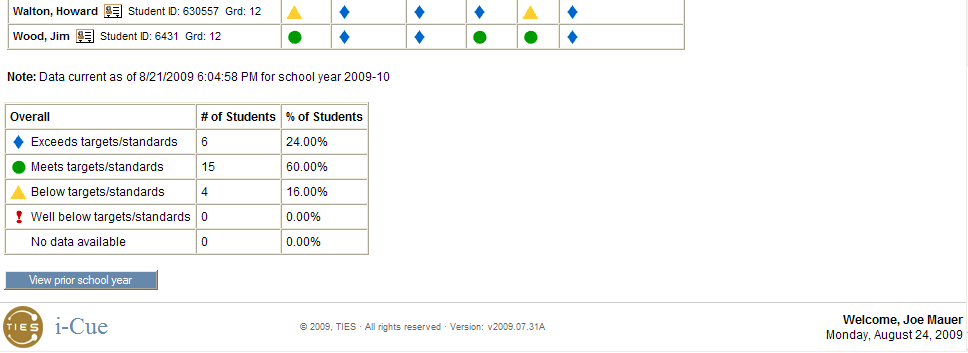 Walton, Howard Student ID: 630557 Grd: 12
Wood, Jim Student ID: 6431 Grd: 12
Note: Data current as of 8/21/2009 6:04:58 PM for school year 2009-10
Overall # of Students % of Students
Exceeds targets/standards 6 24.00%
Meets targets/standards 15 60.00%
Below targets/standards 4 16.00%
Well below targets/standards 0 0.00%
No data available 0 0.00%
View prior school year
TIES i-Cue
© 2009, TIES · All rights reserved · Version: v2009.07.31A
Welcome, Joe Mauer
Monday, August 24, 2009